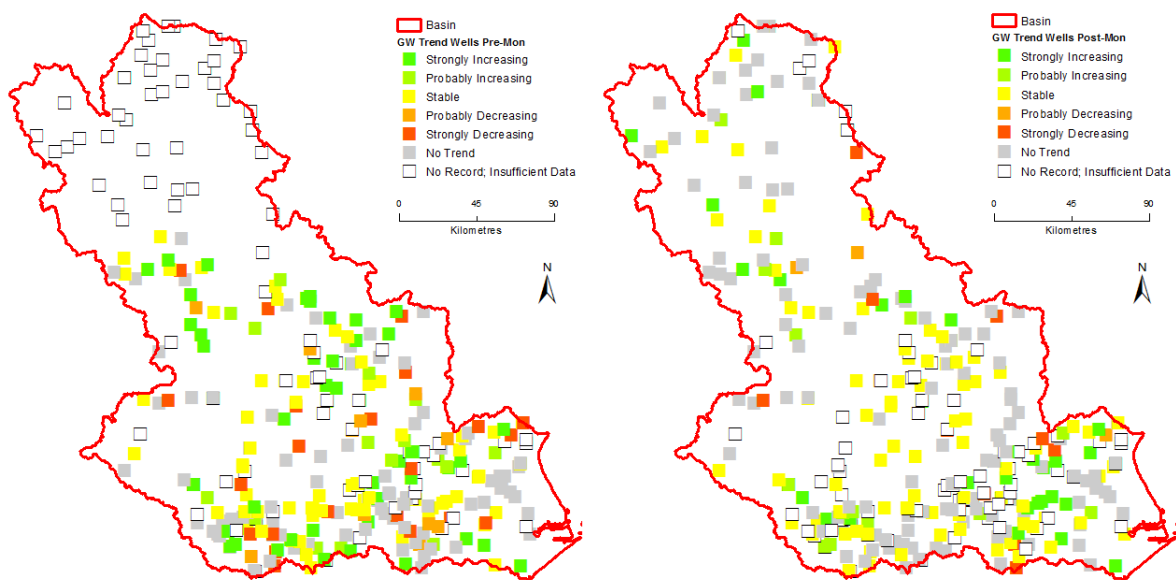 Basin
GW Trend Wells Pre-Mon
Strongly Increasing
Probably Increasing
Stable
Probably Decreasing
Strongly Decreasing
No Trend
No Record; Insufficient Data
0 45 90
Kilometres
N
Basin
GW Trend Wells Post-Mon
Strongly Increasing
Probably Increasing
Stable
Probably Decreasing
Strongly Decreasing
No Trend
No Record; Insufficient Data
0 45 90
Kilometres
N